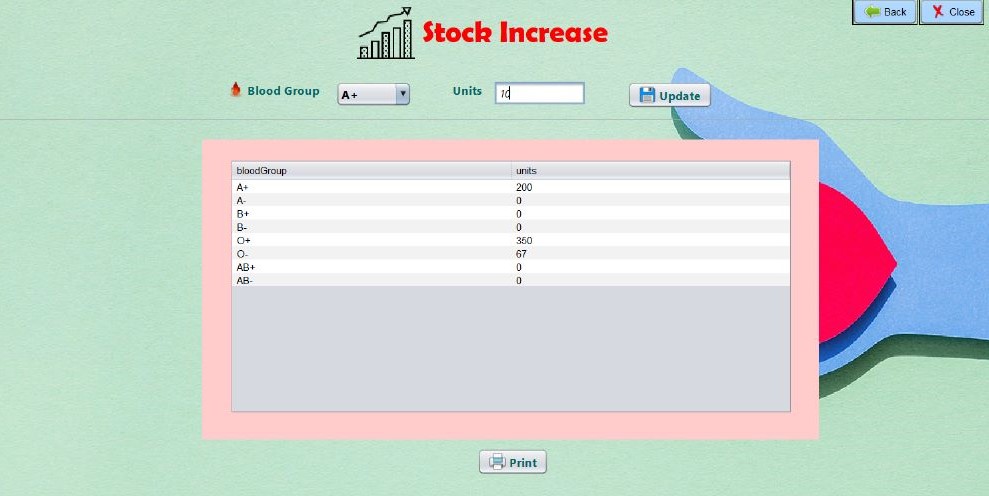 Back Close
Stock Increase
Blood Group A+ Units 10 Update
bloodGroup units
A+ 200
A- 0
B+ 0
B- 0
O+ 350
O- 67
AB+ 0
AB- 0
Print